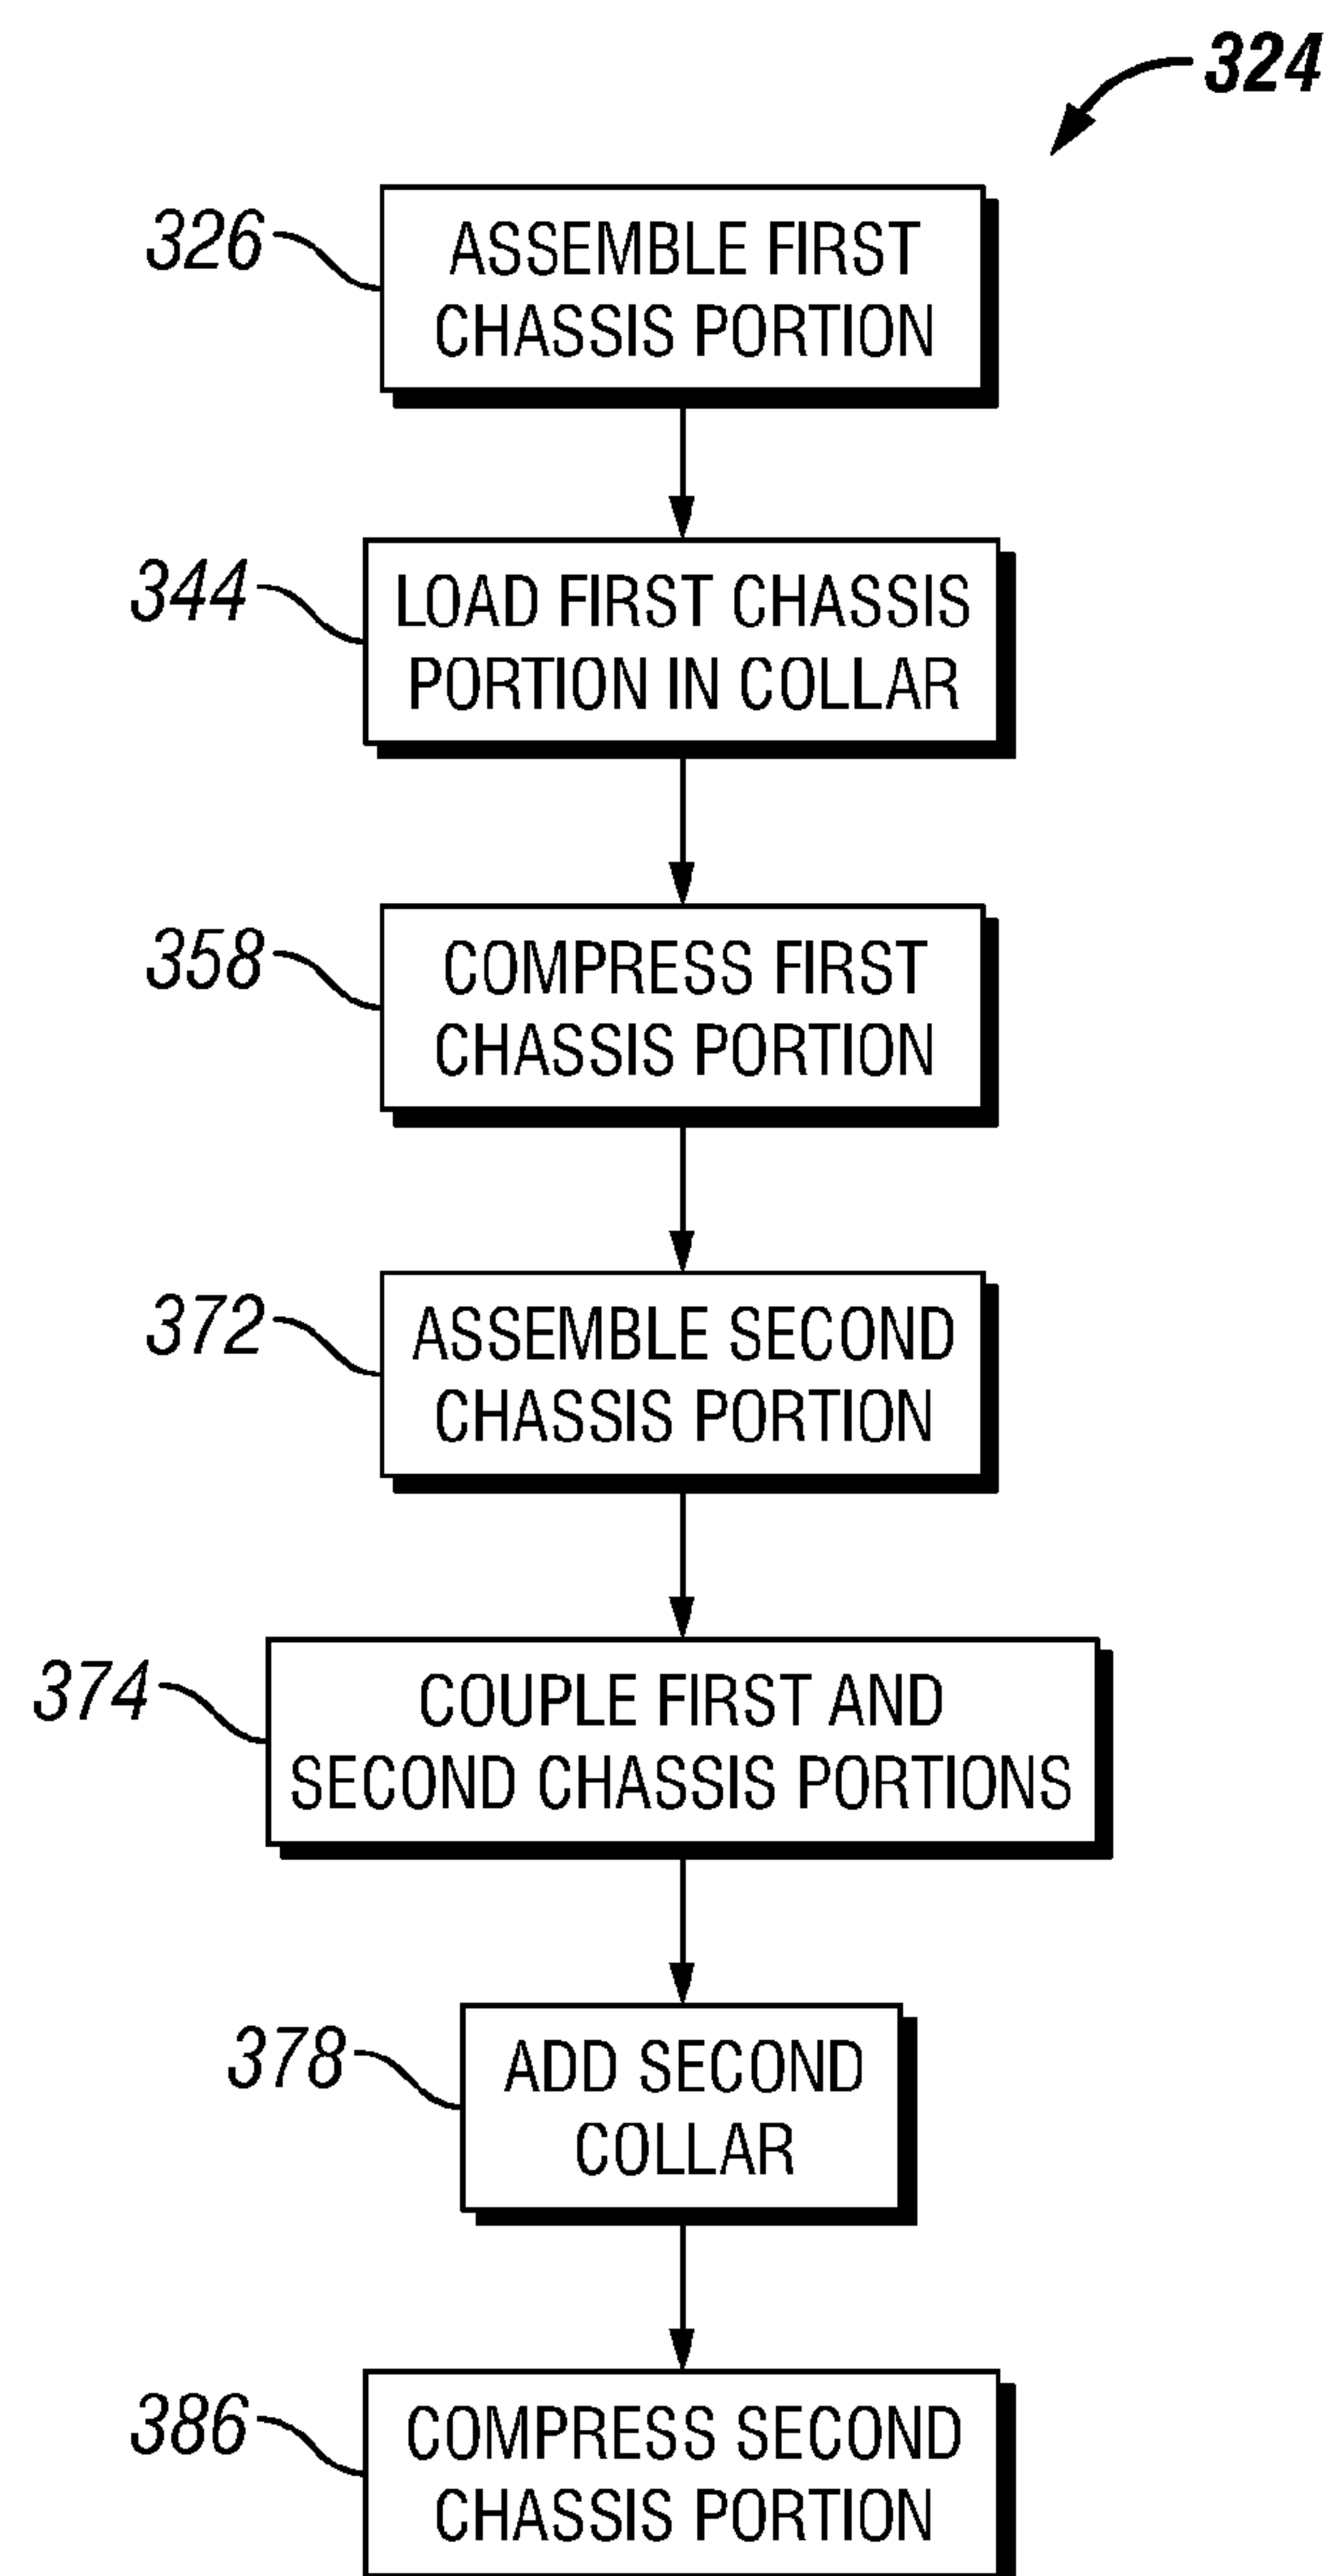 324
326
ASSEMBLE FIRST
CHASSIS PORTION
344
LOAD FIRST CHASSIS
PORTION IN COLLAR
358
COMPRESS FIRST
CHASSIS PORTION
372
ASSEMBLE SECOND
CHASSIS PORTION
374
COUPLE FIRST AND
SECOND CHASSIS PORTIONS
378
ADD SECOND
COLLAR
386
COMPRESS SECOND
CHASSIS PORTION